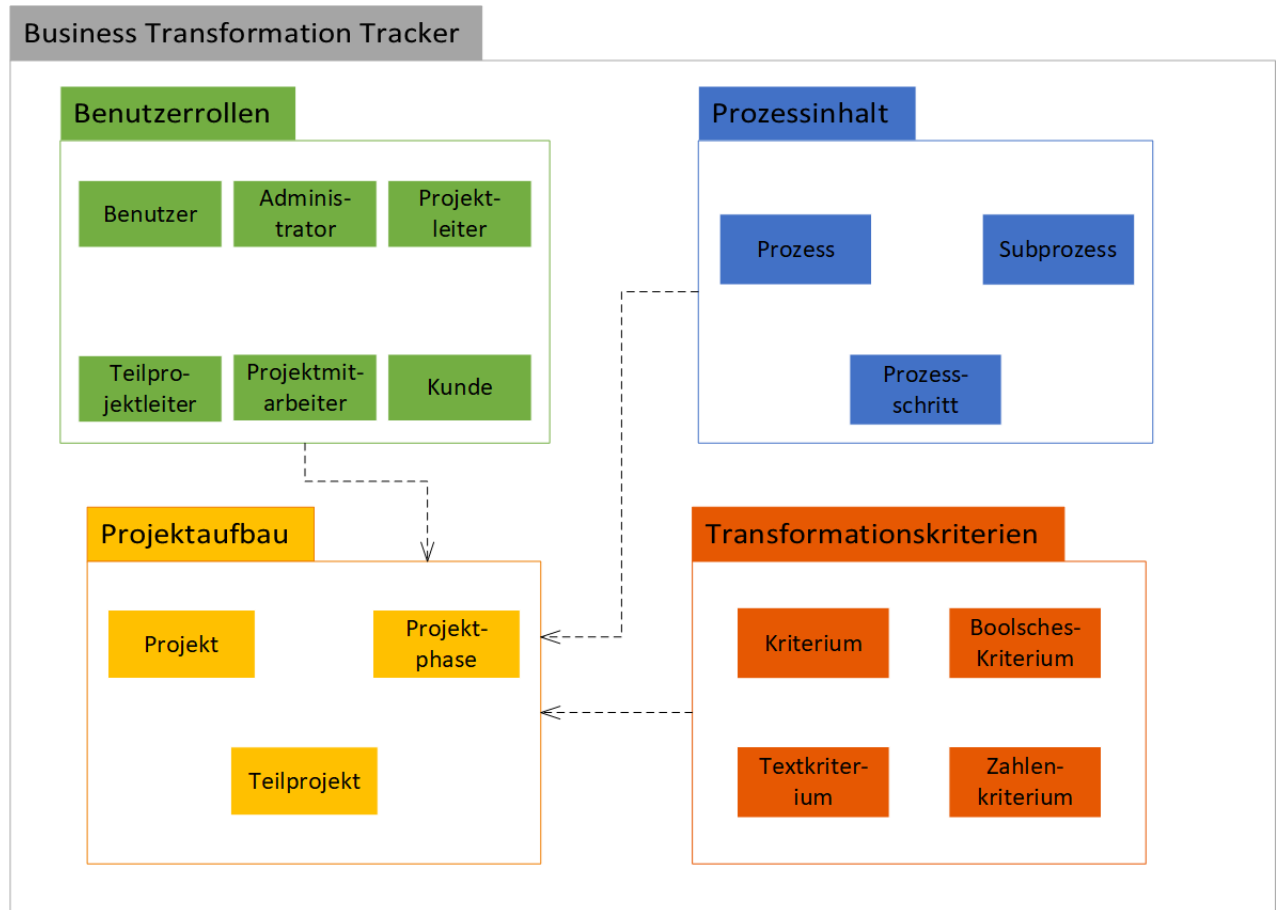 Business Transformation Tracker
Benutzerrollen
Benutzer
Adminis-
trator
Projekt-
leiter
Teilpro-
jektleiter
Projektmit-
arbeiter
Kunde
Prozessinhalt
Prozess
Subprozess
Prozess-
schritt
Projektaufbau
Projekt
Projekt-
phase
Teilprojekt
Transformationskriterien
Kriterium
Boolsches-
Kriterium
Textkriter-
ium
Zahlen-
kriterium